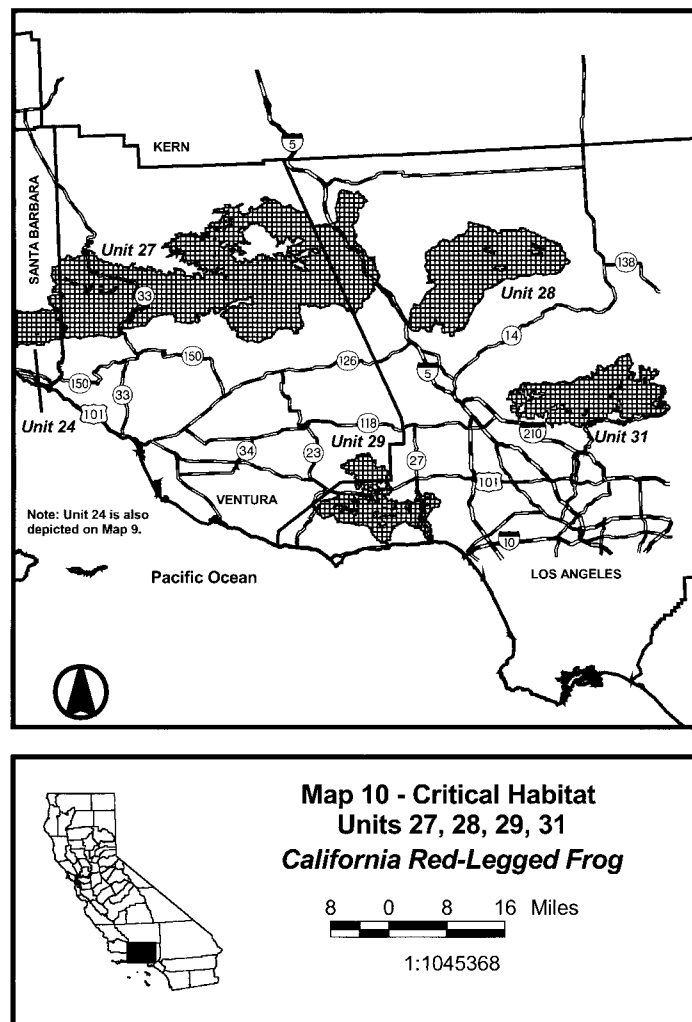 5
KERN
SANTA BARBARA
Unit 27
138
33
Unit 28
14
150
150
126
5
33
101
Unit 24
118
Unit 29
210
Unit 31
34
23
27
101
VENTURA
Note: Unit 24 is also
depicted on Map 9.
10
Pacific Ocean
LOS ANGELES
Map 10 - Critical Habitat
Units 27, 28, 29, 31
California Red-Legged Frog
8 0 8 16 Miles
1:1045368